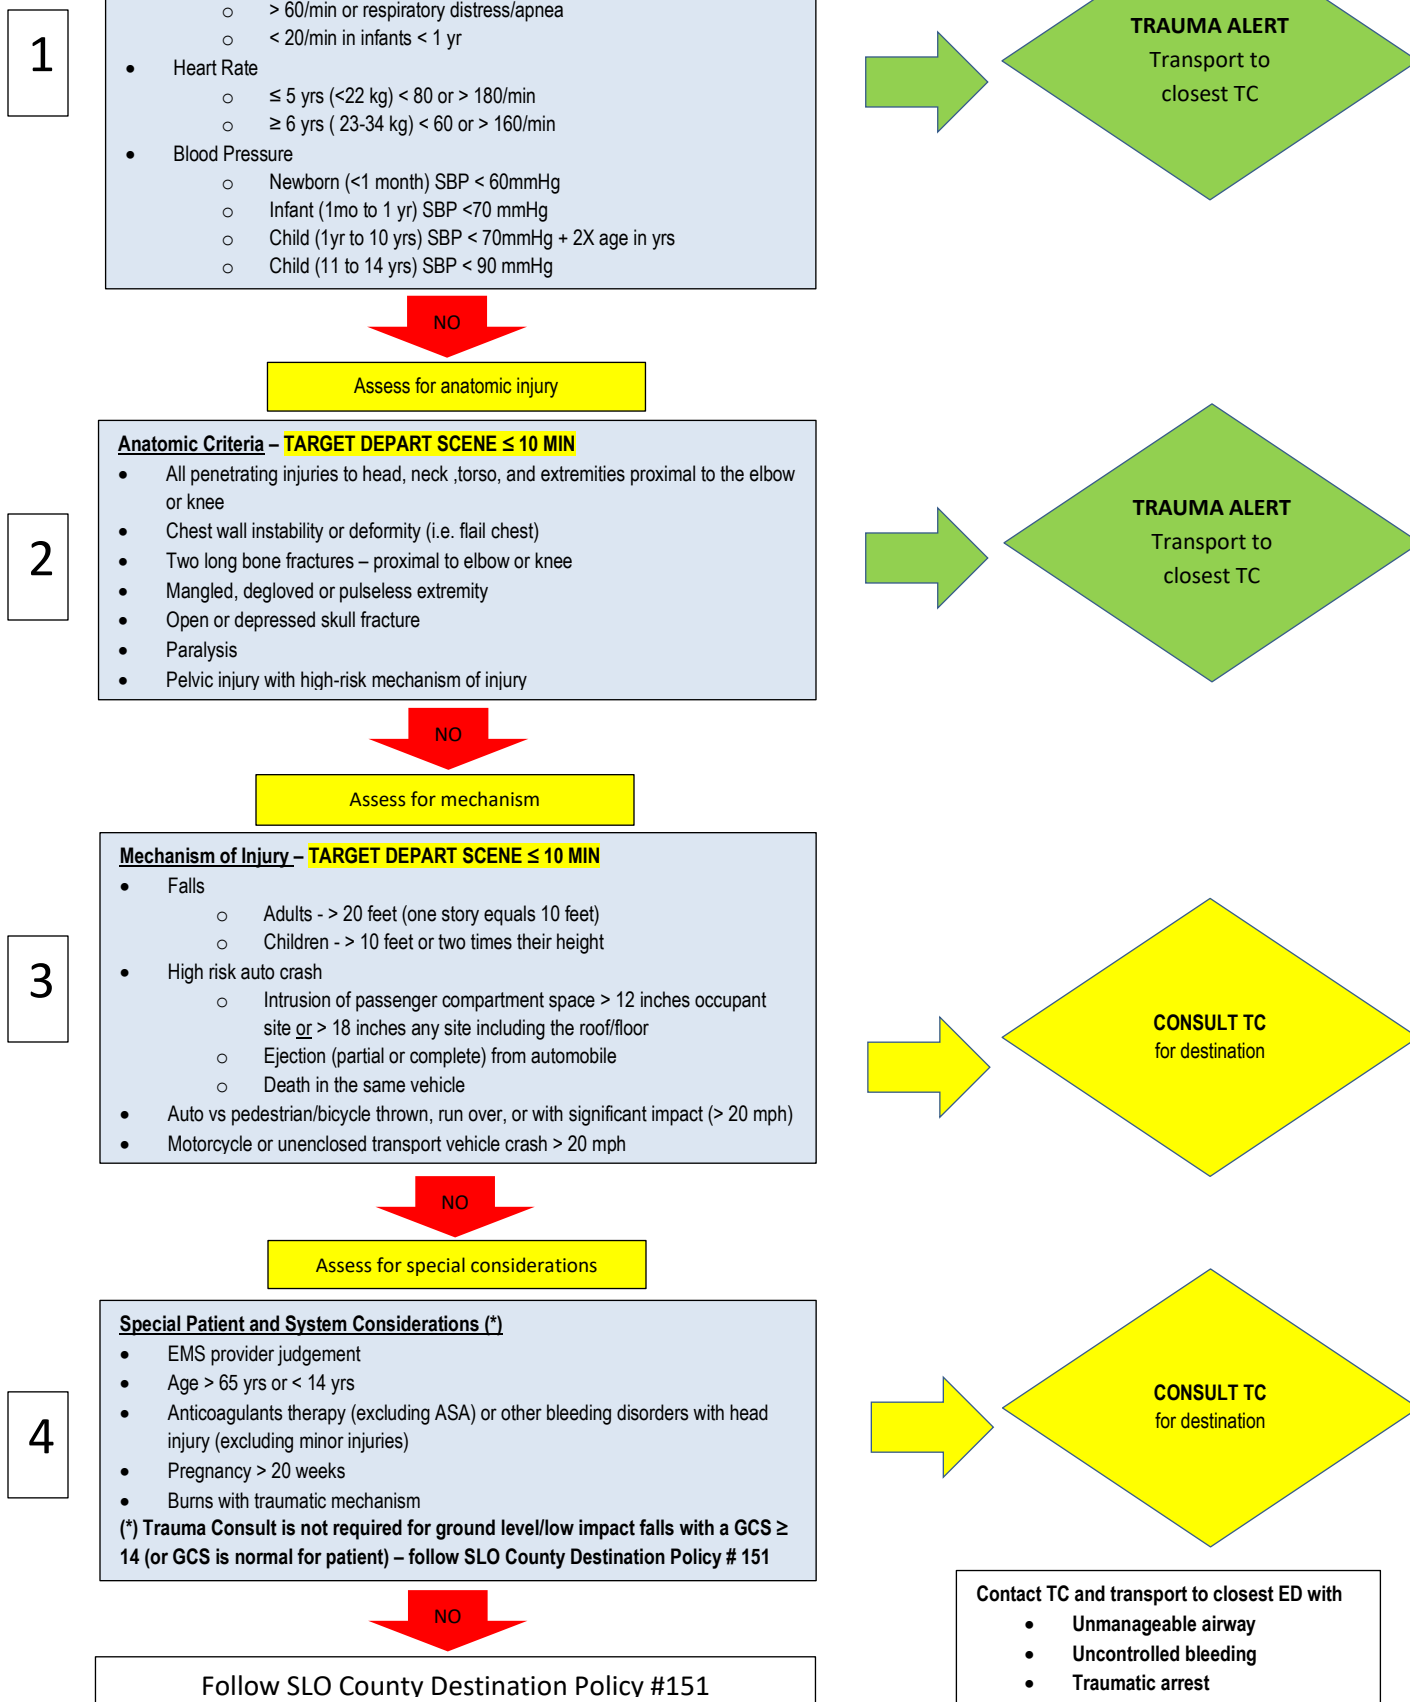 1
o > 60/min or respiratory distress/apnea
o < 20/min in infants < 1 yr
• Heart Rate
o ≤ 5 yrs (<22 kg) < 80 or > 180/min
o ≥ 6 yrs ( 23-34 kg) < 60 or > 160/min
• Blood Pressure
o Newborn (<1 month) SBP < 60mmHg
o Infant (1mo to 1 yr) SBP <70 mmHg
o Child (1yr to 10 yrs) SBP < 70mmHg + 2X age in yrs
o Child (11 to 14 yrs) SBP < 90 mmHg
TRAUMA ALERT
Transport to
closest TC
NO
Assess for anatomic injury
2
Anatomic Criteria – TARGET DEPART SCENE ≤ 10 MIN
• All penetrating injuries to head, neck ,torso, and extremities proximal to the elbow
or knee
• Chest wall instability or deformity (i.e. flail chest)
• Two long bone fractures – proximal to elbow or knee
• Mangled, degloved or pulseless extremity
• Open or depressed skull fracture
• Paralysis
• Pelvic injury with high-risk mechanism of injury
TRAUMA ALERT
Transport to
closest TC
NO
Assess for mechanism
3
Mechanism of Injury – TARGET DEPART SCENE ≤ 10 MIN
• Falls
o Adults - > 20 feet (one story equals 10 feet)
o Children - > 10 feet or two times their height
• High risk auto crash
o Intrusion of passenger compartment space > 12 inches occupant
site or > 18 inches any site including the roof/floor
o Ejection (partial or complete) from automobile
o Death in the same vehicle
• Auto vs pedestrian/bicycle thrown, run over, or with significant impact (> 20 mph)
• Motorcycle or unenclosed transport vehicle crash > 20 mph
CONSULT TC
for destination
NO
Assess for special considerations
4
Special Patient and System Considerations (*)
• EMS provider judgement
• Age > 65 yrs or < 14 yrs
• Anticoagulants therapy (excluding ASA) or other bleeding disorders with head
injury (excluding minor injuries)
• Pregnancy > 20 weeks
• Burns with traumatic mechanism
(*) Trauma Consult is not required for ground level/low impact falls with a GCS ≥
14 (or GCS is normal for patient) – follow SLO County Destination Policy # 151
CONSULT TC
for destination
NO
Follow SLO County Destination Policy #151
Contact TC and transport to closest ED with
• Unmanageable airway
• Uncontrolled bleeding
• Traumatic arrest